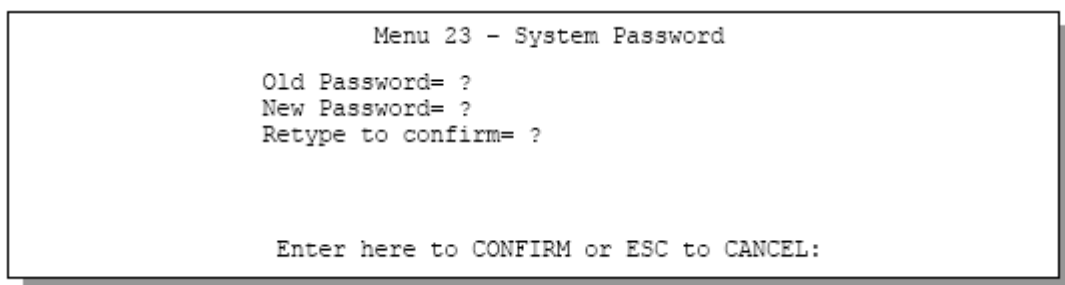 Menu 23 – System Password
Old Password= ?
New Password= ?
Retype to confirm= ?
Enter here to CONFIRM or ESC to CANCEL: